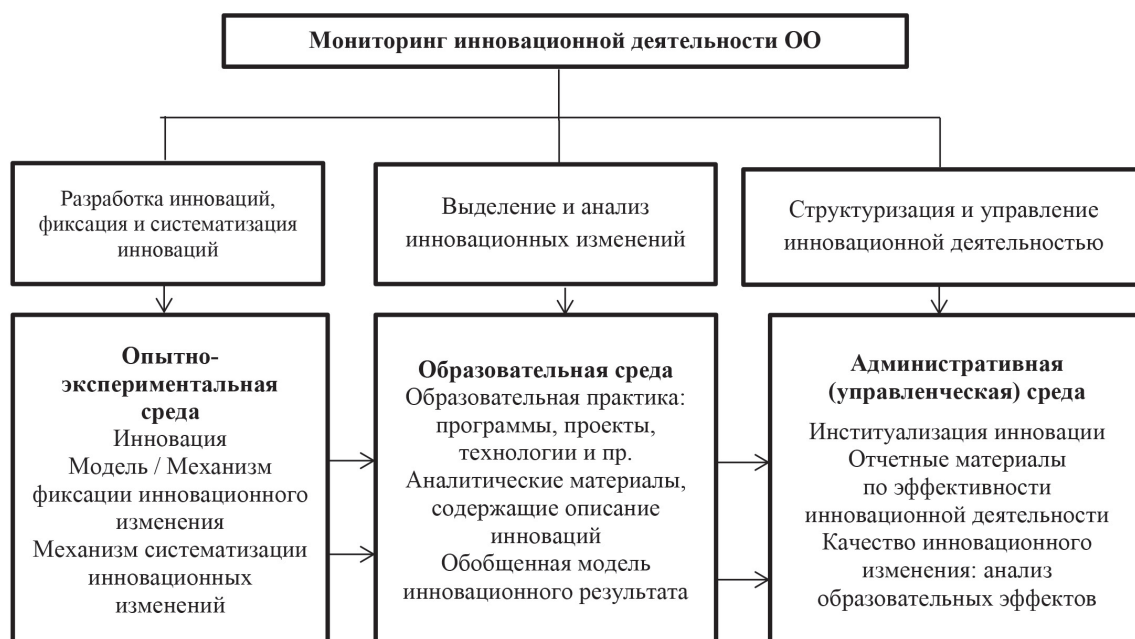 Мониторинг инновационной деятельности ОО
Разработка инноваций,
фиксация и систематизация
инноваций
Выделение и анализ
инновационных изменений
Структуризация и управление
инновационной деятельностью
Опытно-
экспериментальная
среда
Инновация
Модель / Механизм
фиксации инновационного
изменения
Механизм систематизации
инновационных
изменений
Образовательная среда
Образовательная практика:
программы, проекты,
технологии и пр.
Аналитические материалы,
содержащие описание
инноваций
Обобщенная модель
инновационного результата
Административная
(управленческая) среда
Институализация инновации
Отчетные материалы
по эффективности
инновационной деятельности
Качество инновационного
изменения: анализ
образовательных эффектов